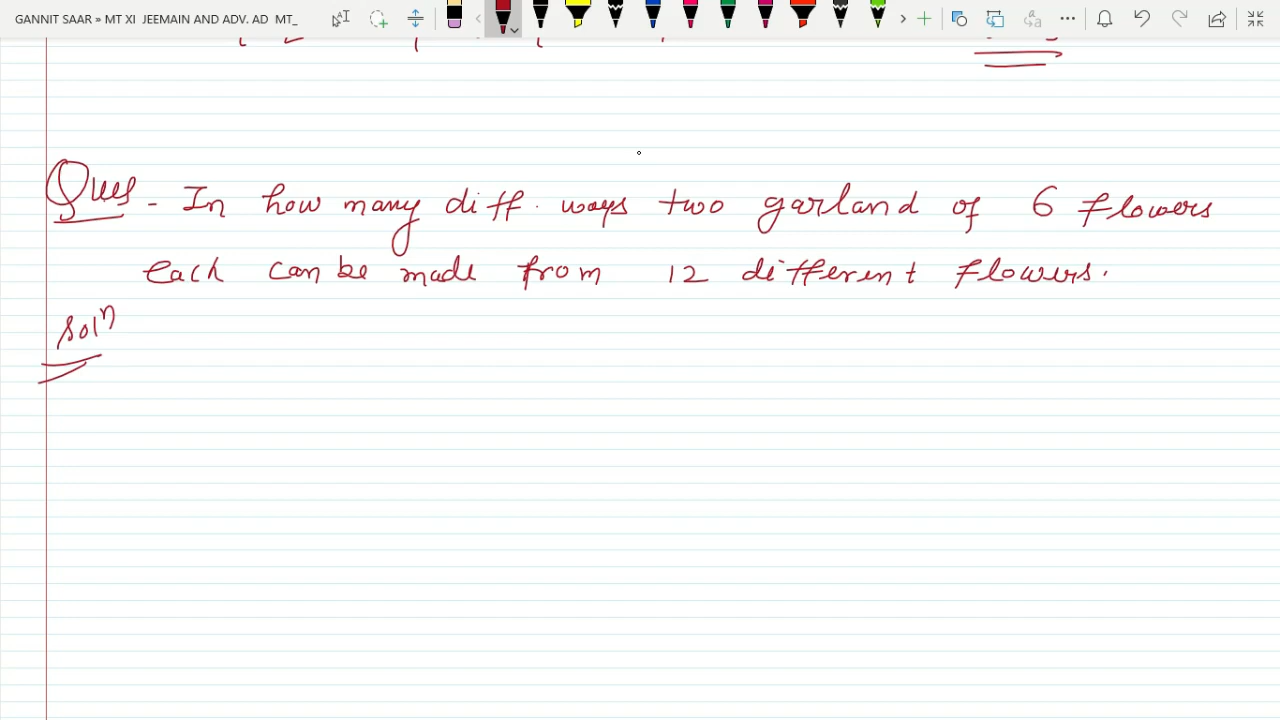 GANNIT SAAR » MT XI JEEMAIN AND ADV. AD MT_
Ques - In how many diff. ways two garland of 6 flowers
each can be made from 12 different flowers.
Solⁿ